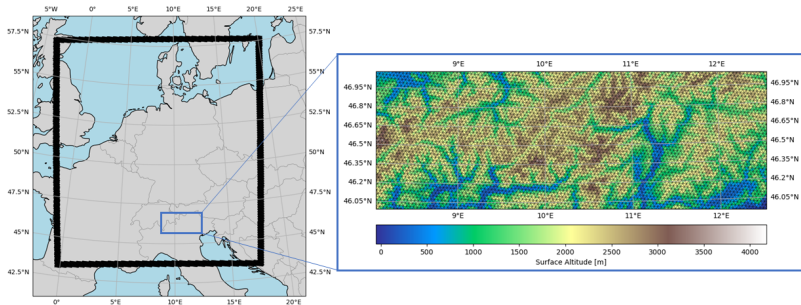 5°W 0° 5°E 10°E 15°E 20°E 25°E
57.5°N 57.5°N
55°N 55°N
52.5°N 52.5°N
50°N 50°N
47.5°N 47.5°N
45°N 45°N
42.5°N 42.5°N
0° 5°E 10°E 15°E 20°E
9°E 10°E 11°E 12°E
46.95°N 46.95°N
46.8°N 46.8°N
46.65°N 46.65°N
46.5°N 46.5°N
46.35°N 46.35°N
46.2°N 46.2°N
46.05°N 46.05°N
9°E 10°E 11°E 12°E
0 500 1000 1500 2000 2500 3000 3500 4000
Surface Altitude [m]